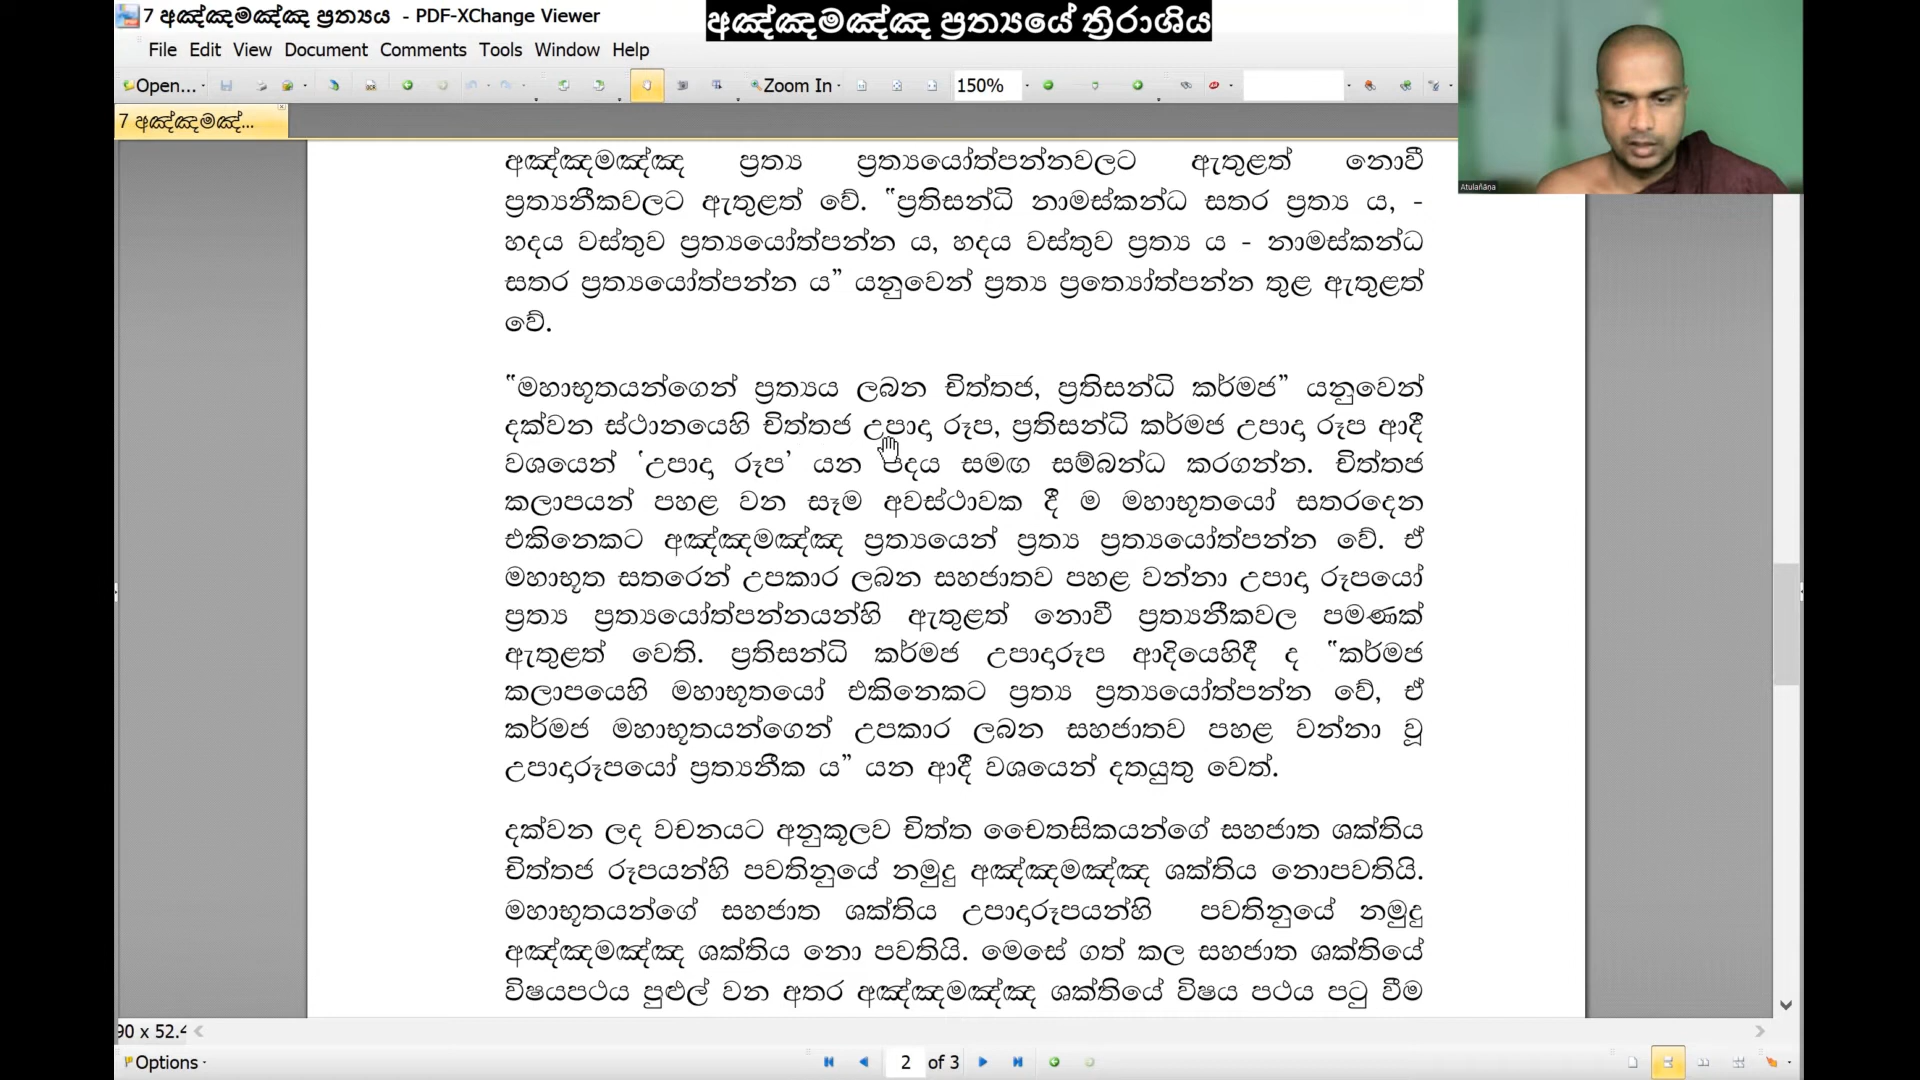 7 අඤ්ඤමඤ්ඤ ප්‍රත්‍යය - PDF-XChange Viewer
අඤ්ඤමඤ්ඤ ප්‍රත්‍යයේ ත්‍රිරාශිය
File Edit View Document Comments Tools Window Help
Open... Zoom In 150%
7 අඤ්ඤමඤ්...
Atulañāṇa
අඤ්ඤමඤ්ඤ ප්‍රත්‍ය ප්‍රත්‍යයෝත්පන්නවලට ඇතුළත් නොවී
ප්‍රත්‍යනීකවලට ඇතුළත් වේ. “ප්‍රතිසන්ධි නාමස්කන්ධ සතර ප්‍රත්‍ය ය, -
හදය වස්තුව ප්‍රත්‍යයෝත්පන්න ය, හදය වස්තුව ප්‍රත්‍ය ය - නාමස්කන්ධ
සතර ප්‍රත්‍යයෝත්පන්න ය” යනුවෙන් ප්‍රත්‍ය ප්‍රත්‍යෝත්පන්න තුළ ඇතුළත්
වේ.
“මහාභූතයන්ගෙන් ප්‍රත්‍යය ලබන චිත්තජ, ප්‍රතිසන්ධි කර්මජ” යනුවෙන්
දක්වන ස්ථානයෙහි චිත්තජ උපාදා රූප, ප්‍රතිසන්ධි කර්මජ උපාදා රූප ආදී
වශයෙන් ‘උපාදා රූප’ යන පදය සමඟ සම්බන්ධ කරගන්න. චිත්තජ
කලාපයන් පහළ වන සෑම අවස්ථාවක දී ම මහාභූතයෝ සතරදෙන
එකිනෙකට අඤ්ඤමඤ්ඤ ප්‍රත්‍යයෙන් ප්‍රත්‍ය ප්‍රත්‍යයෝත්පන්න වේ. ඒ
මහාභූත සතරෙන් උපකාර ලබන සහජාතව පහළ වන්නා උපාදා රූපයෝ
ප්‍රත්‍ය ප්‍රත්‍යයෝත්පන්නයන්හි ඇතුළත් නොවී ප්‍රත්‍යනීකවල පමණක්
ඇතුළත් වෙති. ප්‍රතිසන්ධි කර්මජ උපාදාරූප ආදියෙහිදී ද “කර්මජ
කලාපයෙහි මහාභූතයෝ එකිනෙකට ප්‍රත්‍ය ප්‍රත්‍යයෝත්පන්න වේ, ඒ
කර්මජ මහාභූතයන්ගෙන් උපකාර ලබන සහජාතව පහළ වන්නා වූ
උපාදාරූපයෝ ප්‍රත්‍යනීක ය” යන ආදී වශයෙන් දතයුතු වෙත්.
දක්වන ලද වචනයට අනුකූලව චිත්ත චෛතසිකයන්ගේ සහජාත ශක්තිය
චිත්තජ රූපයන්හි පවතිනුයේ නමුදු අඤ්ඤමඤ්ඤ ශක්තිය නොපවතියි.
මහාභූතයන්ගේ සහජාත ශක්තිය උපාදාරූපයන්හි පවතිනුයේ නමුදු
අඤ්ඤමඤ්ඤ ශක්තිය නො පවතියි. මෙසේ ගත් කල සහජාත ශක්තියේ
විෂයපථය පුළුල් වන අතර අඤ්ඤමඤ්ඤ ශක්තියේ විෂය පථය පටු වීම
90 x 52.4
Options 2 of 3